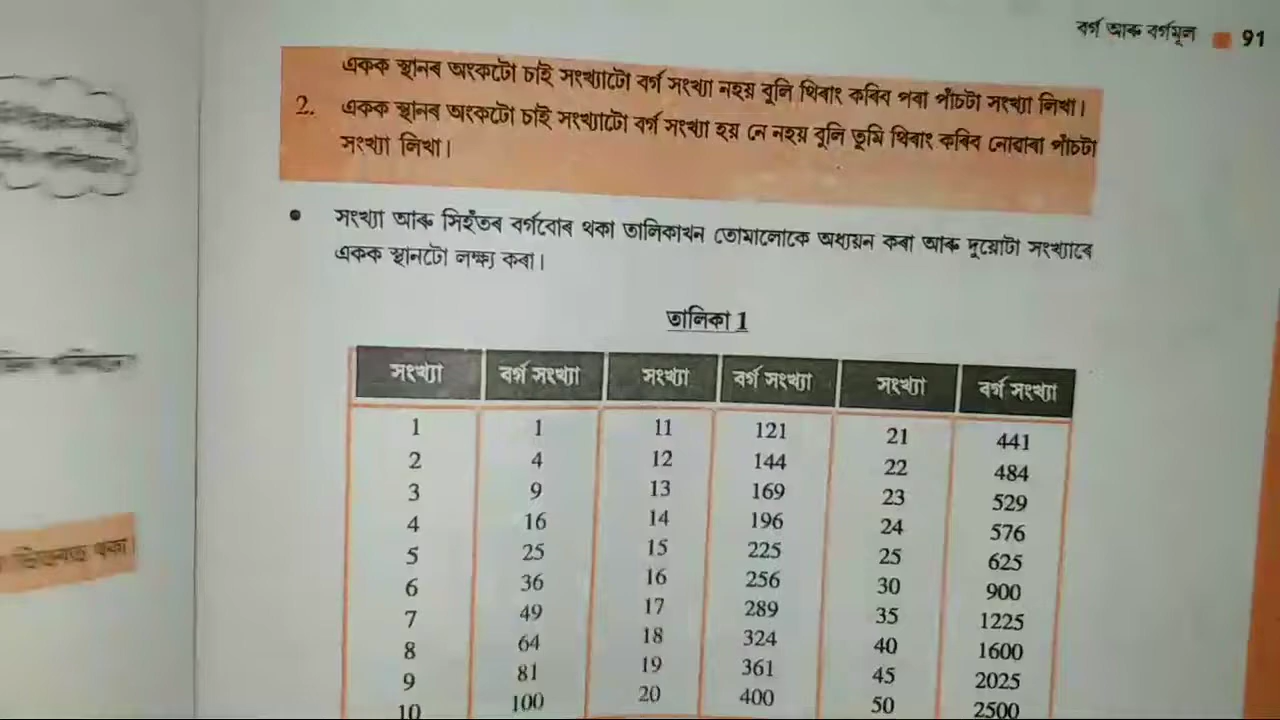 বৰ্গ আৰু বৰ্গমূল 91
একক স্থানৰ অংকটো চাই সংখ্যাটো বৰ্গ সংখ্যা নহয় বুলি থিৰাং কৰিব পৰা পাঁচটা সংখ্যা লিখা।
2. একক স্থানৰ অংকটো চাই সংখ্যাটো বৰ্গ সংখ্যা হয় নে নহয় বুলি তুমি থিৰাং কৰিব নোৱাৰা পাঁচটা
সংখ্যা লিখা।
• সংখ্যা আৰু সিহঁতৰ বৰ্গবোৰ থকা তালিকাখন তোমালোকে অধ্যয়ন কৰা আৰু দুয়োটা সংখ্যাৰে
একক স্থানটো লক্ষ্য কৰা।
তালিকা 1
সংখ্যা বৰ্গ সংখ্যা সংখ্যা বৰ্গ সংখ্যা সংখ্যা বৰ্গ সংখ্যা
1 1 11 121 21 441
2 4 12 144 22 484
3 9 13 169 23 529
4 16 14 196 24 576
5 25 15 225 25 625
6 36 16 256 30 900
7 49 17 289 35 1225
8 64 18 324 40 1600
9 81 19 361 45 2025
10 100 20 400 50 2500
থকা।